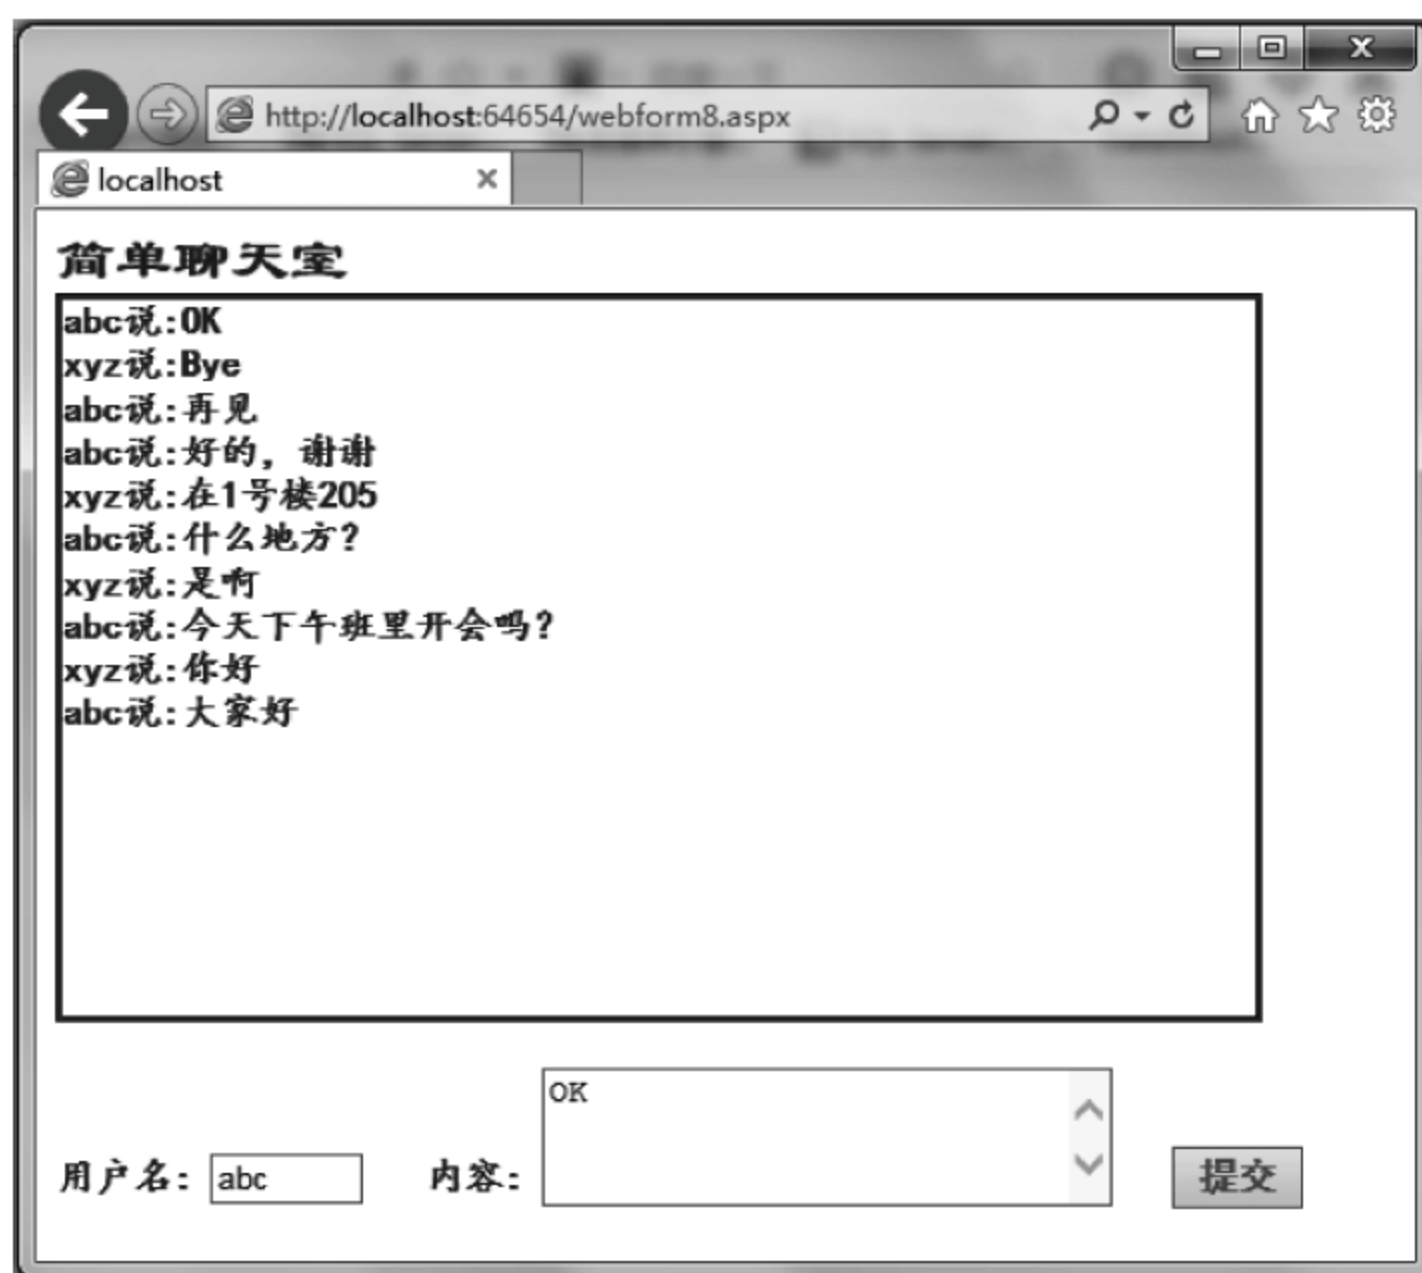 http://localhost:64654/webform8.aspx
localhost
简单聊天室
abc说:OK
xyz说:Bye
abc说:再见
abc说:好的，谢谢
xyz说:在1号楼205
abc说:什么地方？
xyz说:是啊
abc说:今天下午班里开会吗？
xyz说:你好
abc说:大家好
OK
用户名： abc 内容： 提交